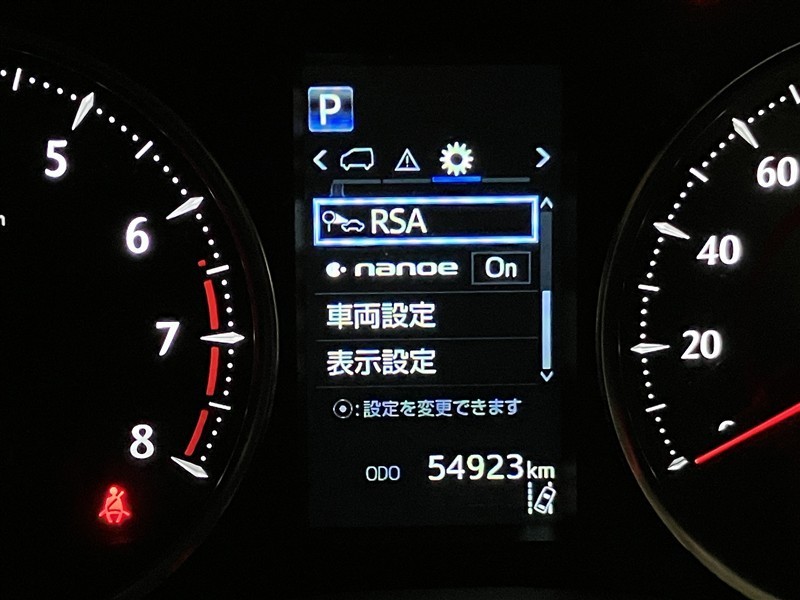 P
RSA
nanoe On
車両設定
表示設定
⦿:設定を変更できます
ODO 54923km
5
6
7
8
60
40
20